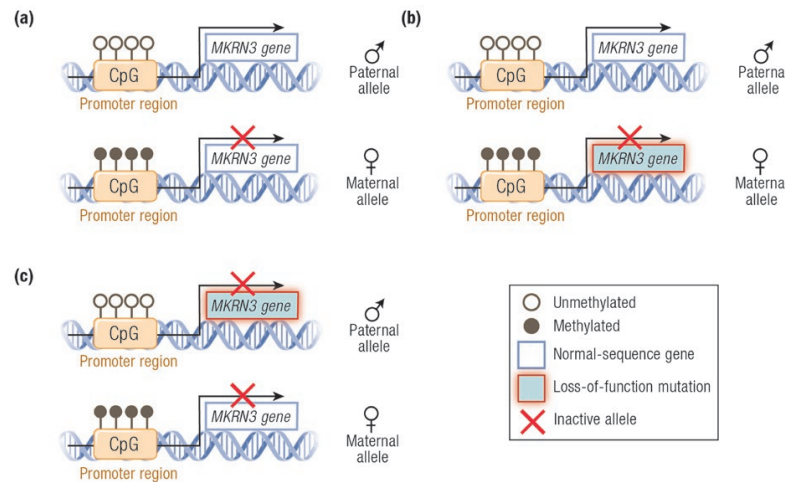 (a)
MKRN3 gene
CpG
Promoter region
♂
Paternal
allele
MKRN3 gene
CpG
Promoter region
♀
Maternal
allele
(b)
MKRN3 gene
CpG
Promoter region
♂
Paterna
allele
MKRN3 gene
CpG
Promoter region
♀
Materna
allele
(c)
MKRN3 gene
CpG
Promoter region
♂
Paternal
allele
MKRN3 gene
CpG
Promoter region
♀
Maternal
allele
Unmethylated
Methylated
Normal-sequence gene
Loss-of-function mutation
Inactive allele